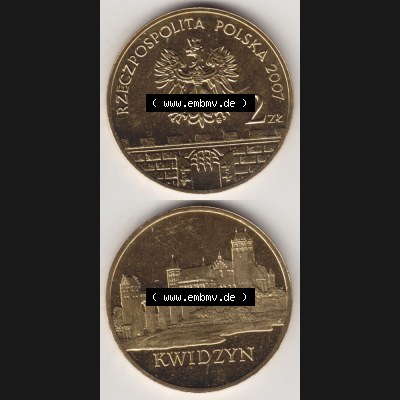 RZECZPOSPOLITA POLSKA 2007
( www.embmv.de )
2
ZŁ
( www.embmv.de )
KWIDZYN